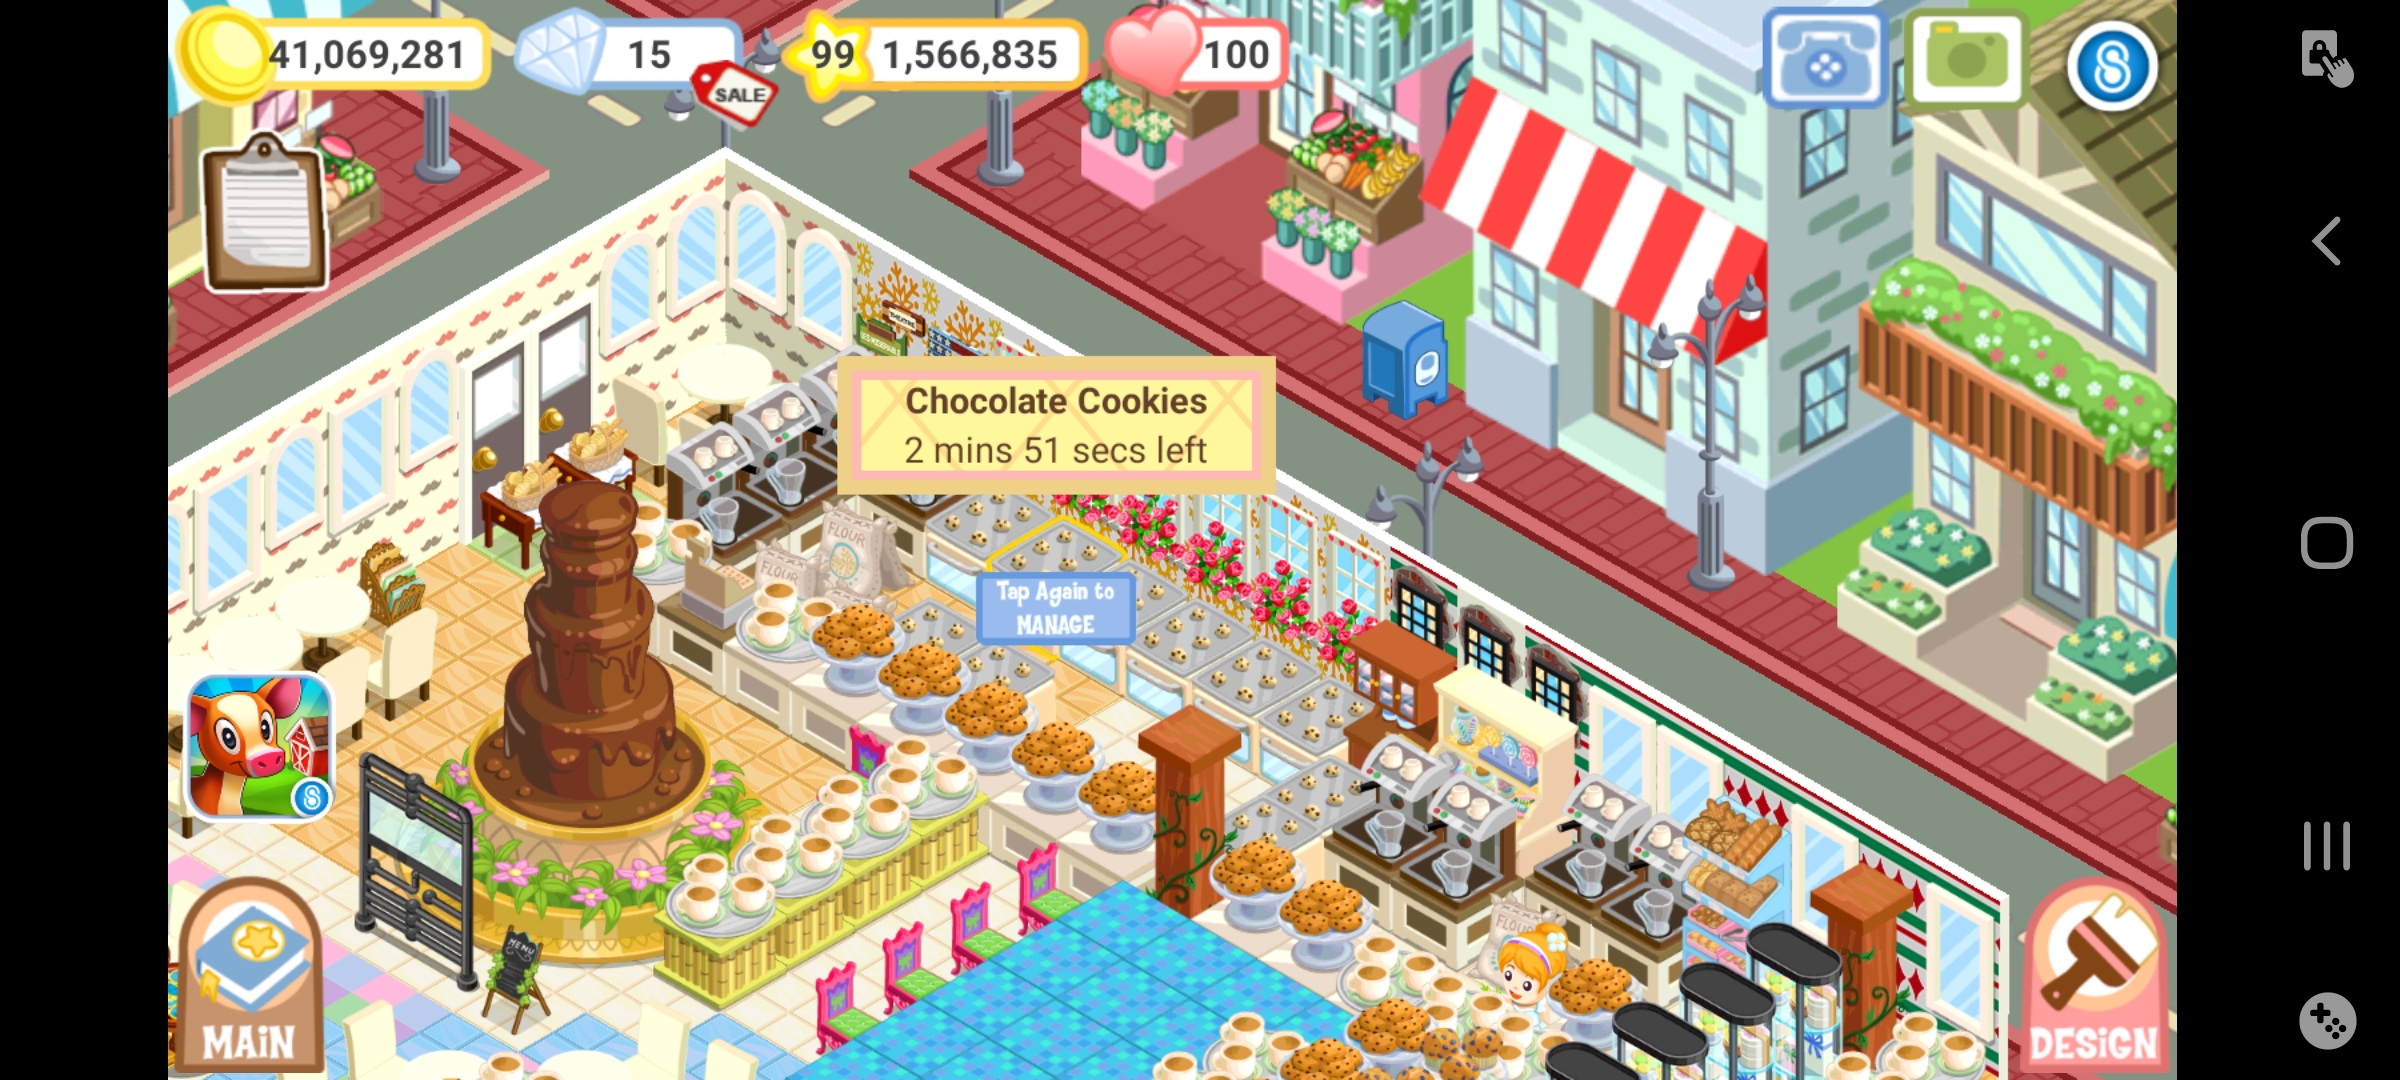 41,069,281
15
SALE
99
1,566,835
100
Chocolate Cookies
2 mins 51 secs left
FLOUR
FLOUR
Tap Again to
MANAGE
MENU
FLOUR
MAIN
DESIGN